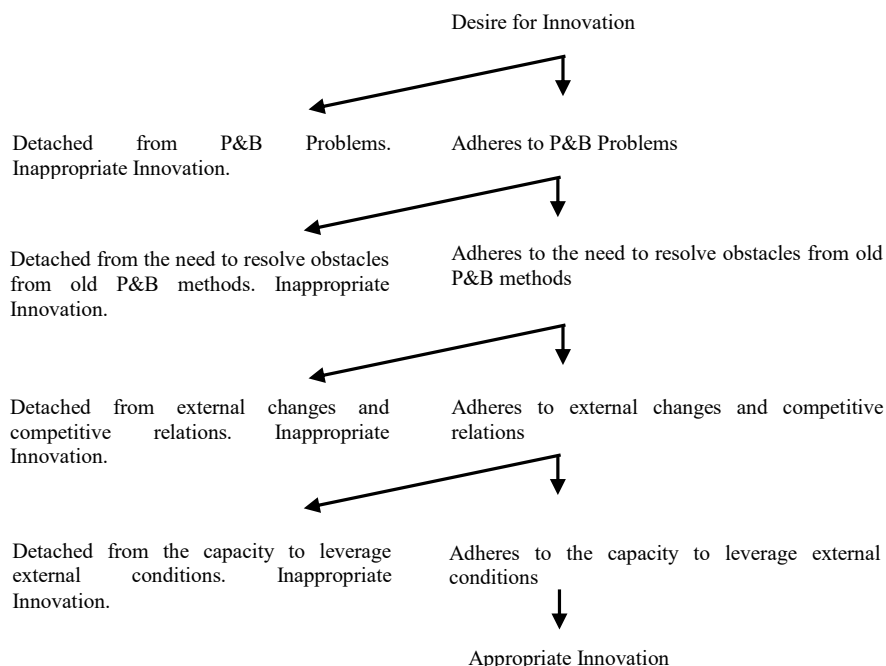 Desire for Innovation
Detached from P&B Problems.
Inappropriate Innovation.
Adheres to P&B Problems
Detached from the need to resolve obstacles
from old P&B methods. Inappropriate
Innovation.
Adheres to the need to resolve obstacles from old
P&B methods
Detached from external changes and
competitive relations. Inappropriate
Innovation.
Adheres to external changes and competitive
relations
Detached from the capacity to leverage
external conditions. Inappropriate
Innovation.
Adheres to the capacity to leverage external
conditions
Appropriate Innovation